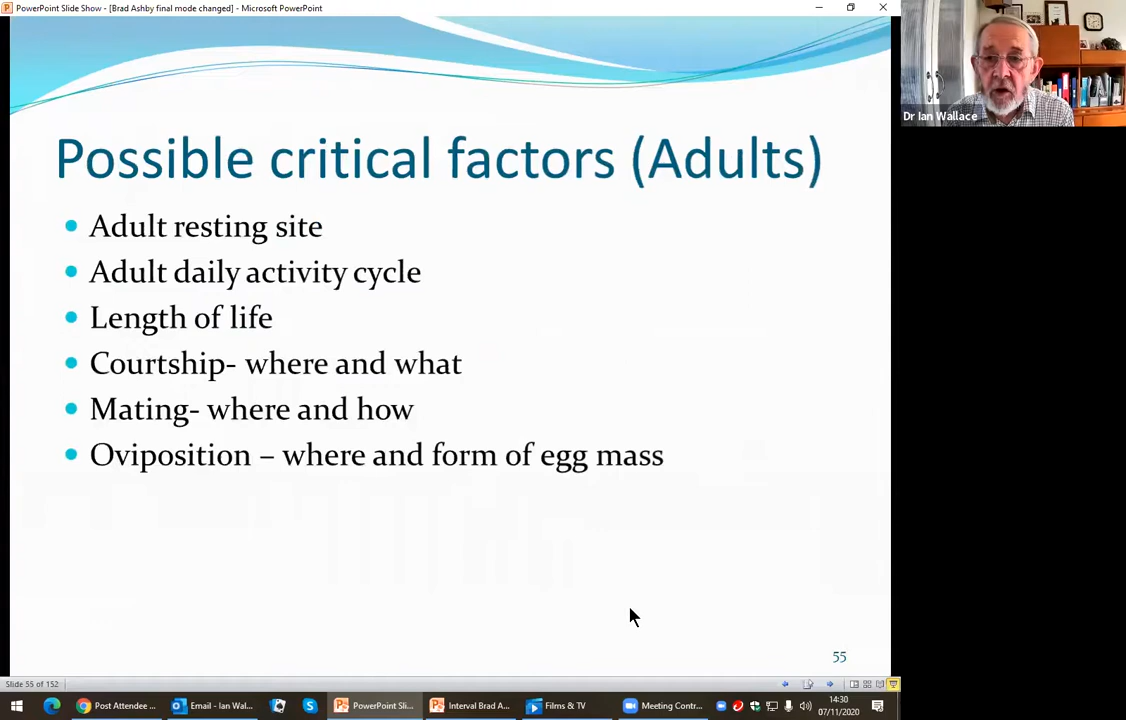 PowerPoint Slide Show - [Brad Ashby final mode changed] - Microsoft PowerPoint
Dr Ian Wallace
Possible critical factors (Adults)
Adult resting site
Adult daily activity cycle
Length of life
Courtship- where and what
Mating- where and how
Oviposition – where and form of egg mass
55
Slide 55 of 152
Post Attendee ...
Email - Ian Wal...
PowerPoint Sli...
Interval Brad A...
Films & TV
Meeting Contr...
14:30
07/11/2020